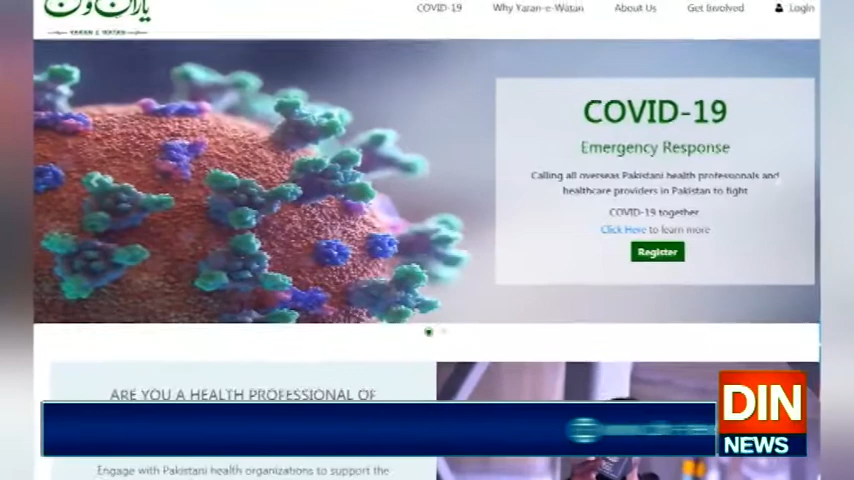 یاران وطن
YARAN E WATAN
COVID-19
Why Yaran-e-Watan
About Us
Get Involved
Login
COVID-19
Emergency Response
Calling all overseas Pakistani health professionals and
healthcare providers in Pakistan to fight
COVID-19 together
Click Here to learn more
Register
ARE YOU A HEALTH PROFESSIONAL OF
Engage with Pakistani health organizations to support the
DIN
NEWS